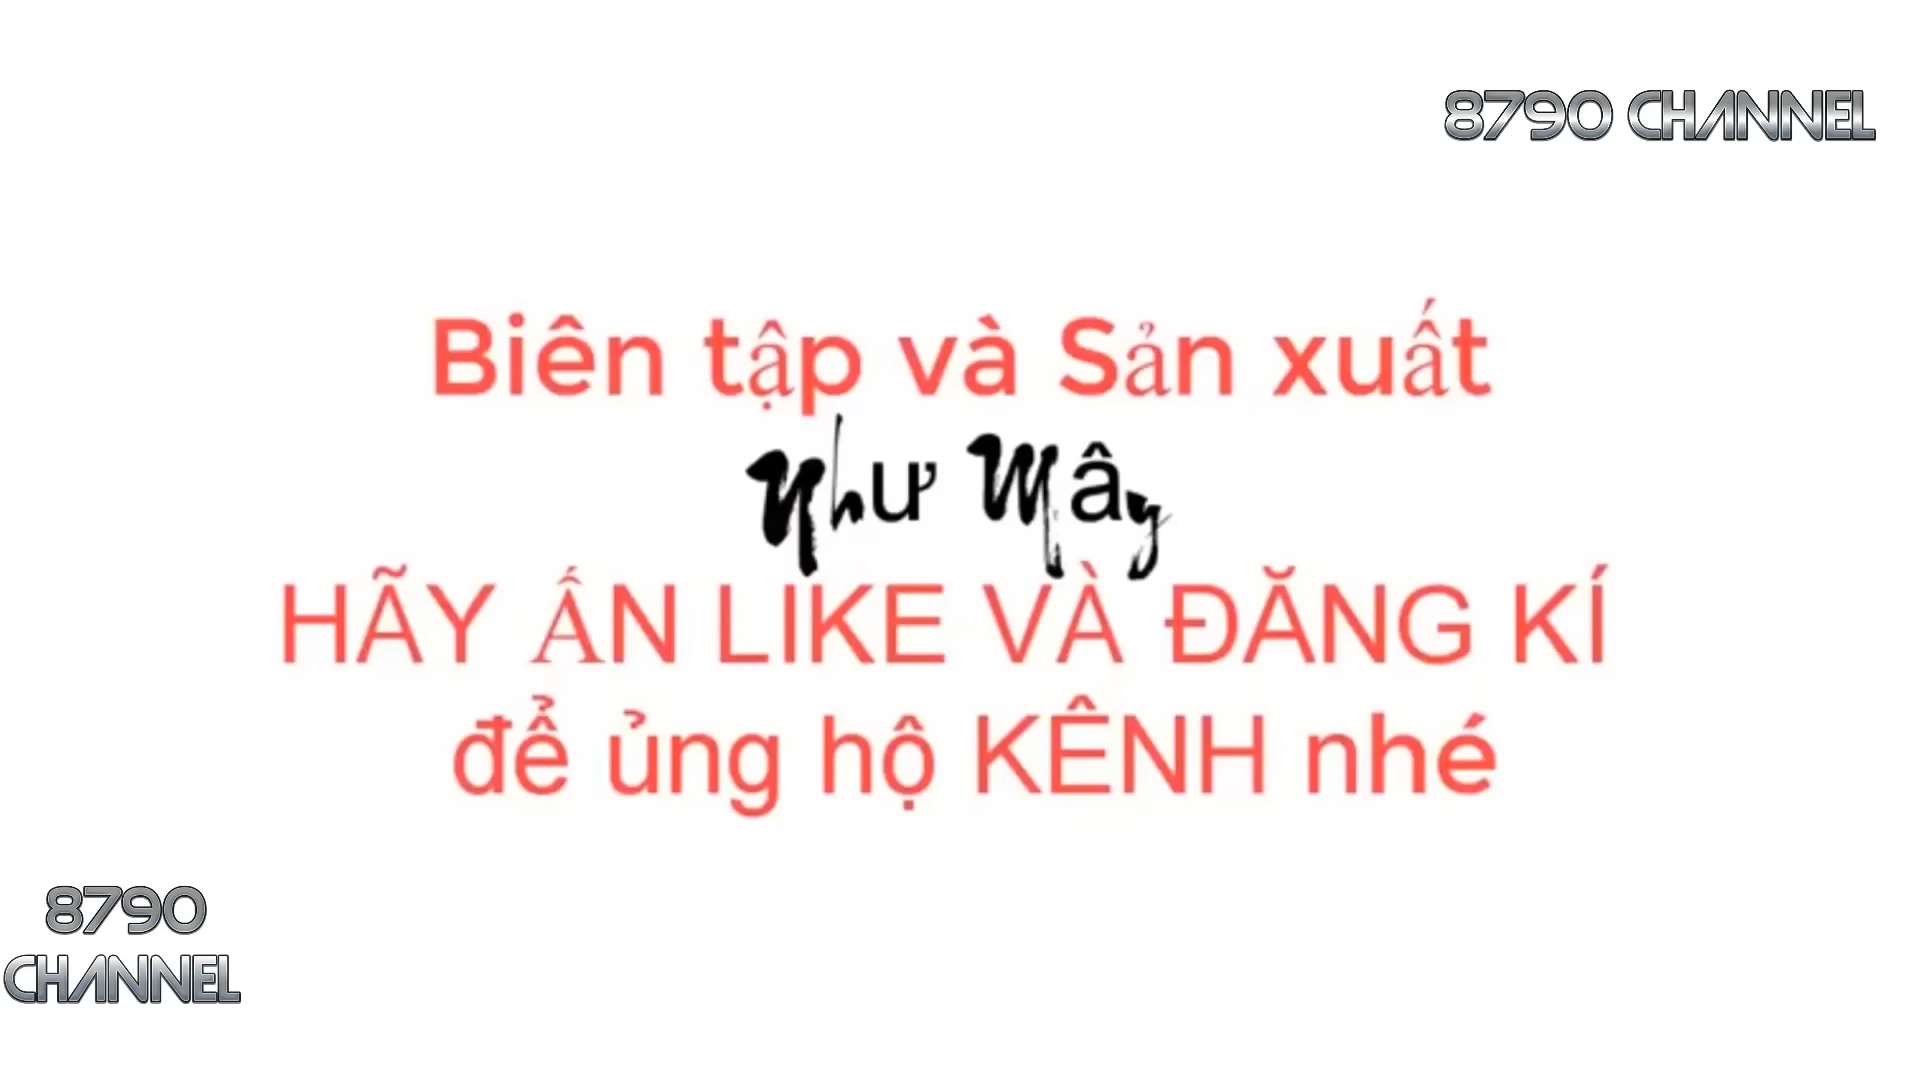 8790 CHANNEL
Biên tập và Sản xuất
Như Mây
HÃY ẤN LIKE VÀ ĐĂNG KÍ
để ủng hộ KÊNH nhé
8790
CHANNEL